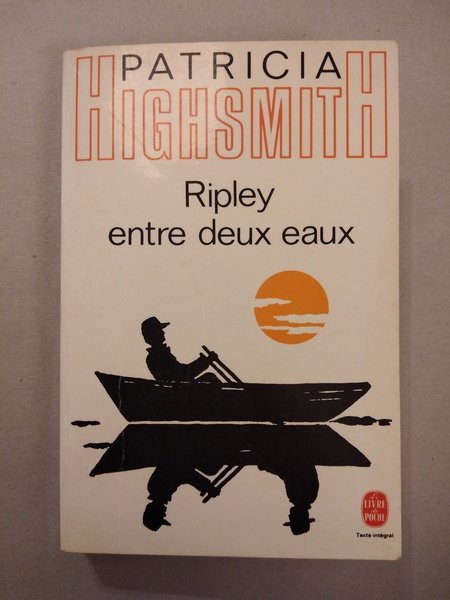 PATRICIA
HIGHSMITH
Ripley
entre deux eaux
Le
LIVRE
de
POCHE
Texte intégral